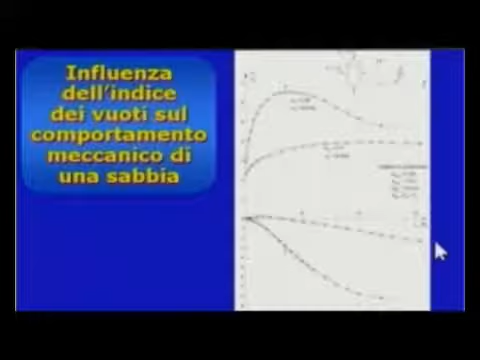 Influenza
dell'indice
dei vuoti sul
comportamento
meccanico di
una sabbia